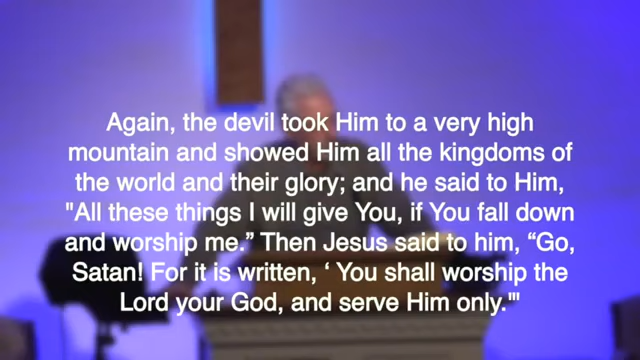 Again, the devil took Him to a very high
mountain and showed Him all the kingdoms of
the world and their glory; and he said to Him,
"All these things I will give You, if You fall down
and worship me.” Then Jesus said to him, “Go,
Satan! For it is written, ‘ You shall worship the
Lord your God, and serve Him only.'"